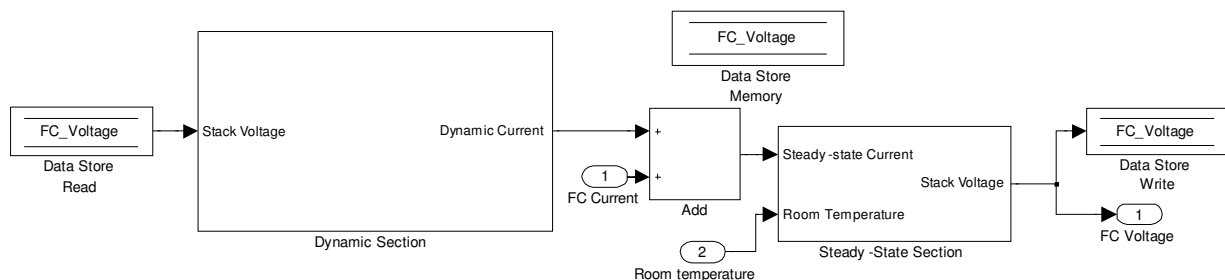 FC_Voltage
Data Store
Read
Stack Voltage
Dynamic Current
Dynamic Section
FC_Voltage
Data Store
Memory
+
+
Add
1
FC Current
2
Room temperature
Steady -state Current
Room Temperature
Stack Voltage
Steady -State Section
FC_Voltage
Data Store
Write
1
FC Voltage